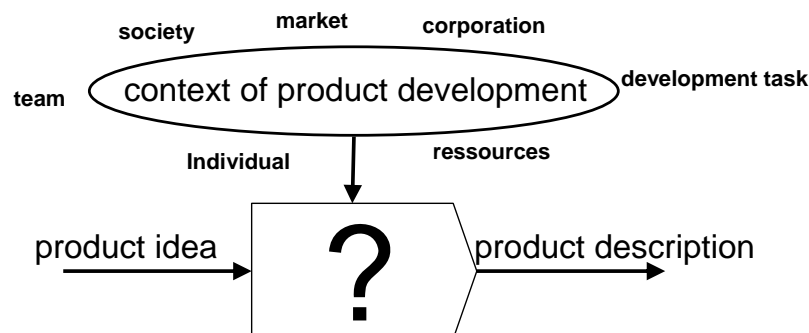 society
market
corporation
team
context of product development
development task
Individual
ressources
product idea
?
product description